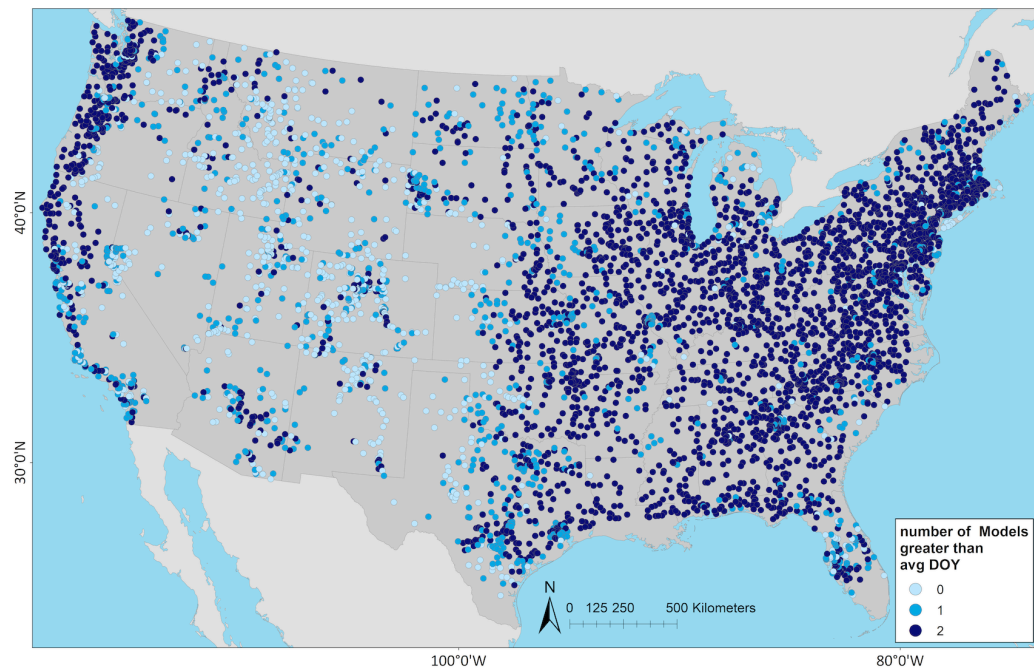 40°0'N
30°0'N
number of Models
greater than
avg DOY
0
1
2
N
0 125 250 500 Kilometers
100°0'W 80°0'W